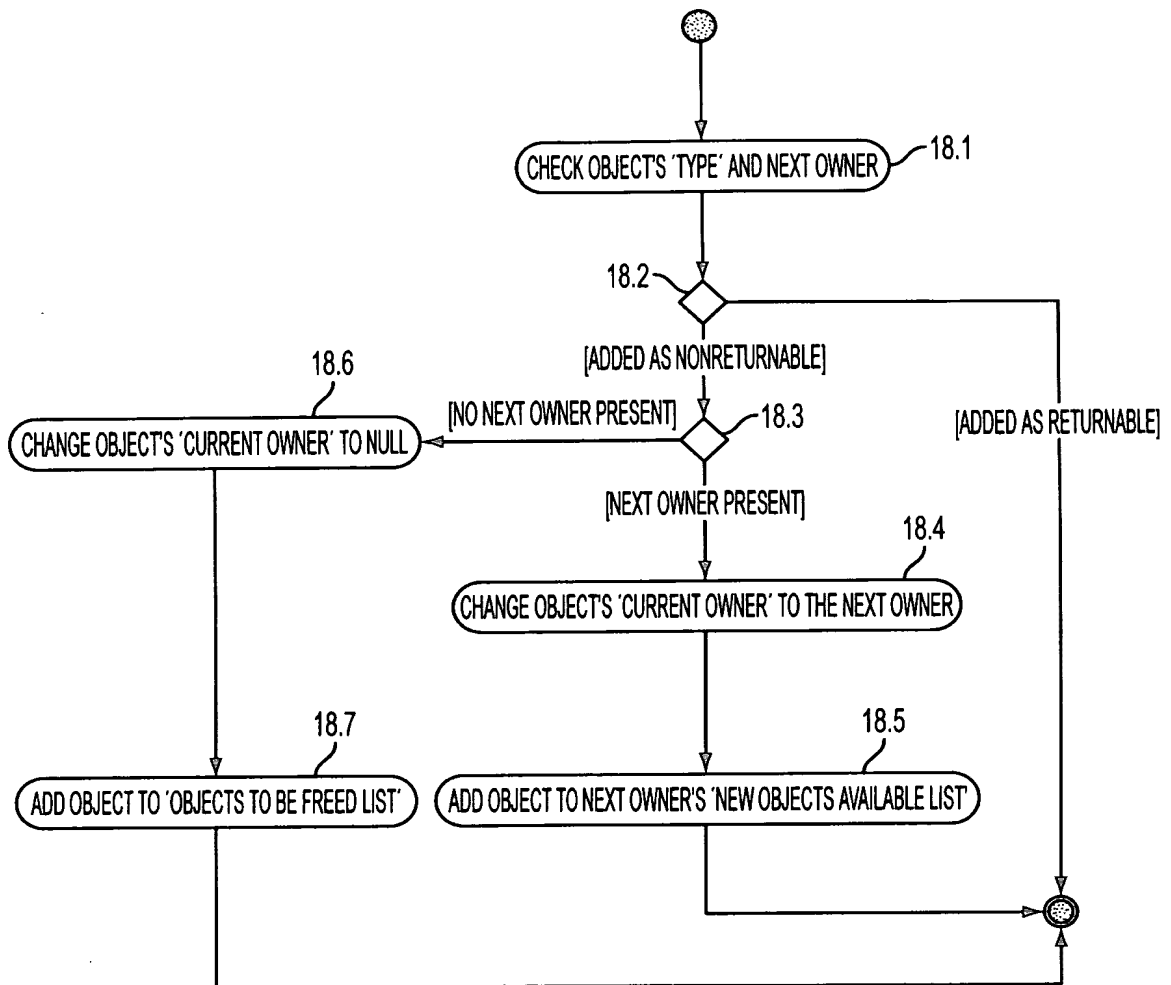 18.1
CHECK OBJECT'S 'TYPE' AND NEXT OWNER
18.2
[ADDED AS NONRETURNABLE]
18.6
[NO NEXT OWNER PRESENT]
18.3
[ADDED AS RETURNABLE]
CHANGE OBJECT'S 'CURRENT OWNER' TO NULL
[NEXT OWNER PRESENT]
18.4
CHANGE OBJECT'S 'CURRENT OWNER' TO THE NEXT OWNER
18.7
18.5
ADD OBJECT TO 'OBJECTS TO BE FREED LIST'
ADD OBJECT TO NEXT OWNER'S 'NEW OBJECTS AVAILABLE LIST'